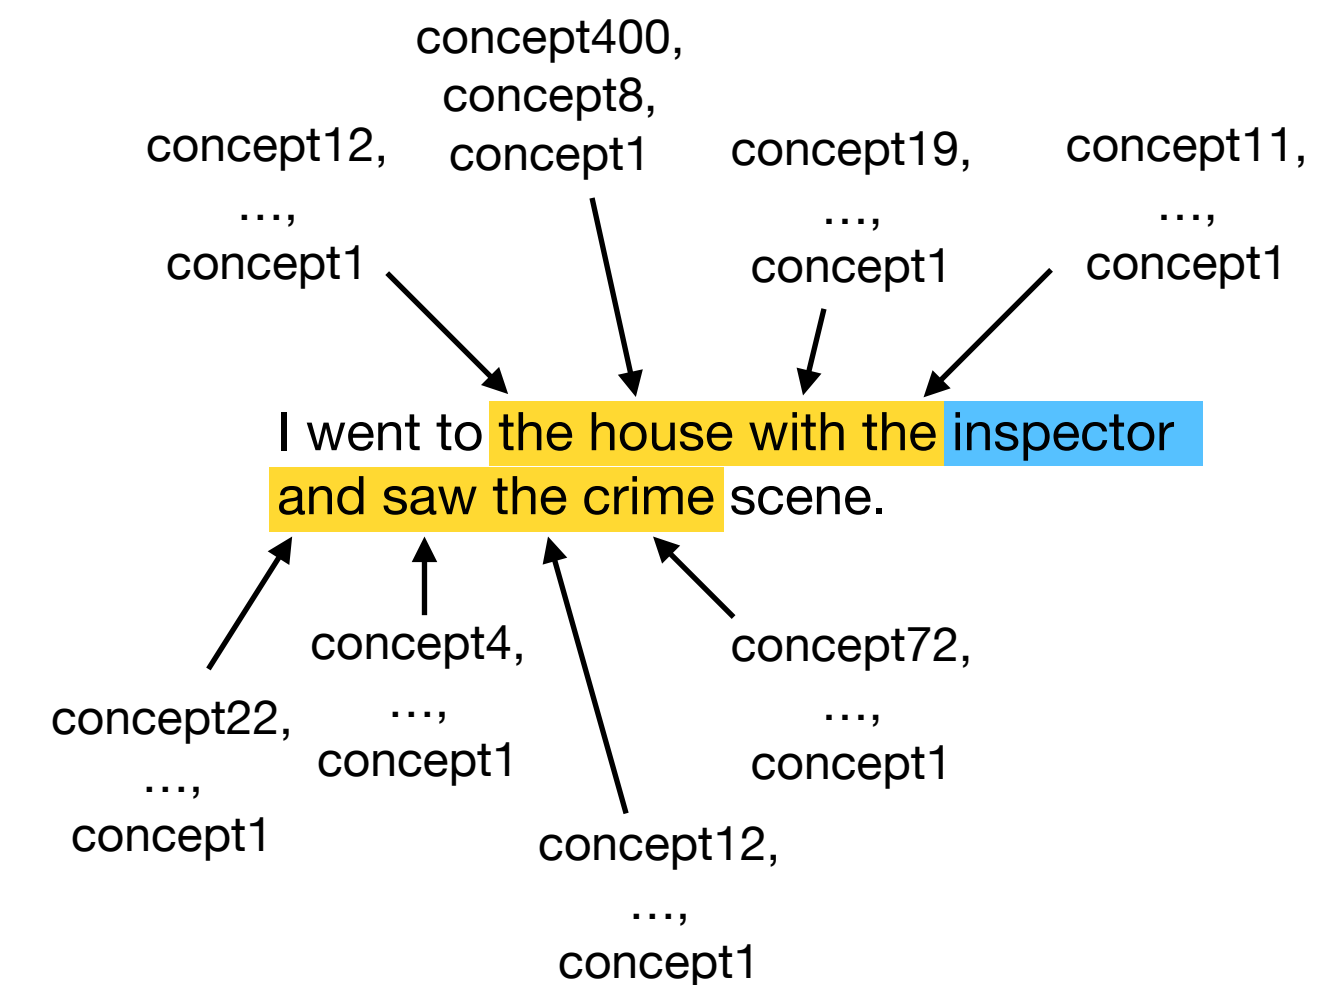 concept400,
concept8,
concept1
concept12,
…,
concept1
concept19,
…,
concept1
concept11,
…,
concept1
I went to the house with the inspector
and saw the crime scene.
concept22,
…,
concept1
concept4,
…,
concept1
concept12,
…,
concept1
concept72,
…,
concept1